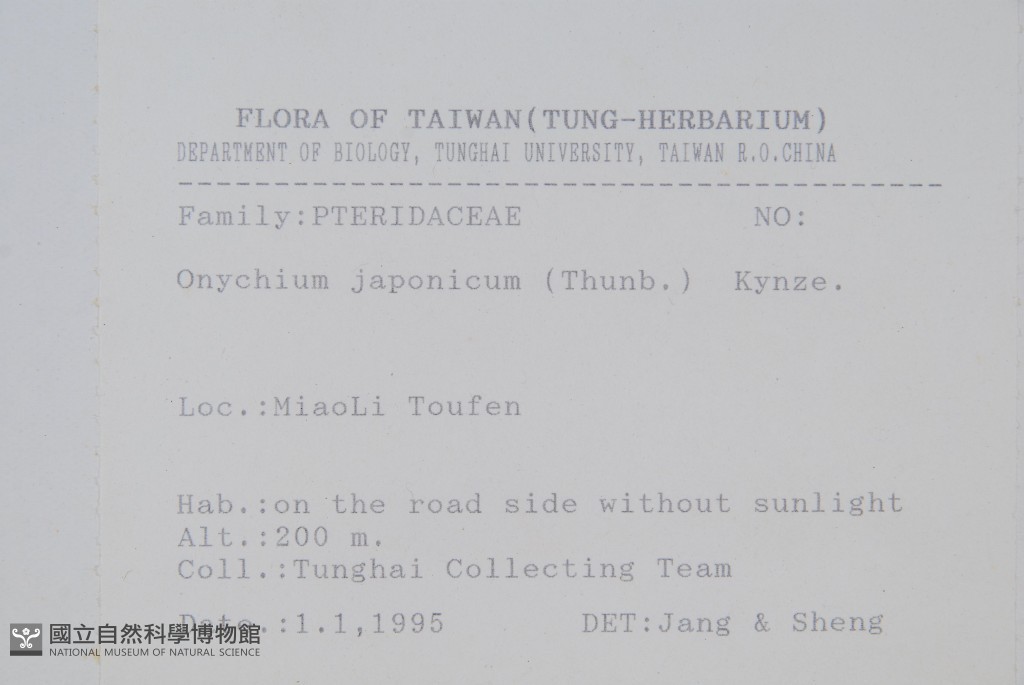 FLORA OF TAIWAN(TUNG-HERBARIUM)
DEPARTMENT OF BIOLOGY, TUNGHAI UNIVERSITY, TAIWAN R.O.CHINA
----------------------------------------
Family:PTERIDACEAE NO:
Onychium japonicum (Thunb.) Kynze.
Loc.:MiaoLi Toufen
Hab.:on the road side without sunlight
Alt.:200 m.
Coll.:Tunghai Collecting Team
Date.:1.1,1995 DET:Jang & Sheng
國立自然科學博物館
NATIONAL MUSEUM OF NATURAL SCIENCE